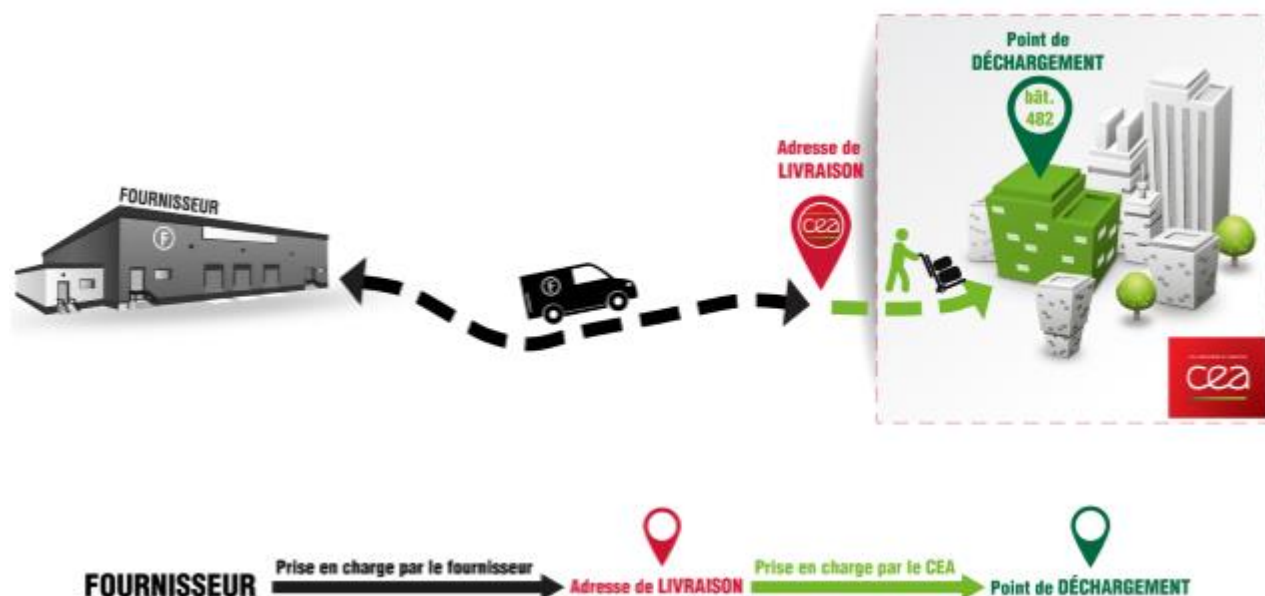 Point de
DÉCHARGEMENT
bât.
482
Adresse de
LIVRAISON
cea
FOURNISSEUR
F
F
cea
FOURNISSEUR
Prise en charge par le fournisseur
Adresse de LIVRAISON
Prise en charge par le CEA
Point de DÉCHARGEMENT